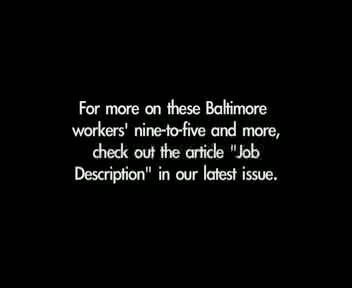 For more on these Baltimore
workers' nine-to-five and more,
check out the article "Job
Description" in our latest issue.